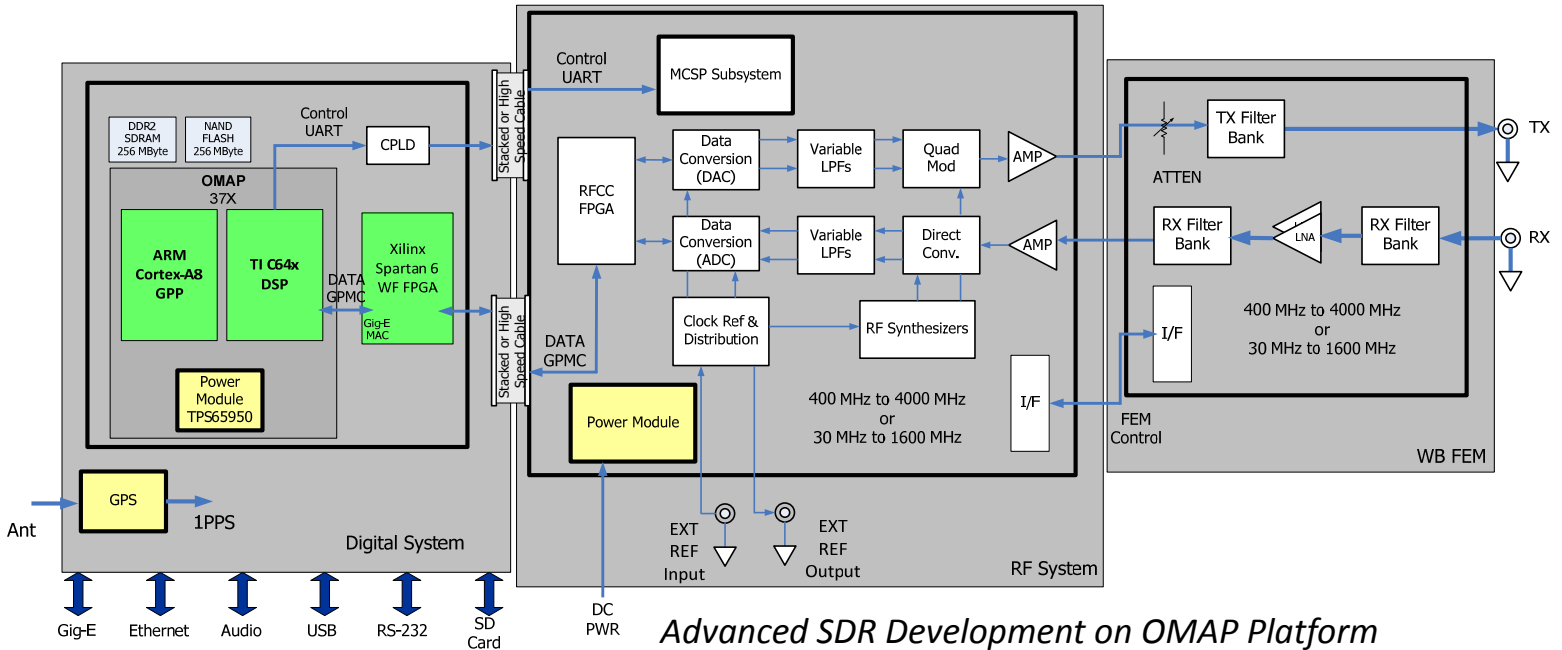 DDR2
SDRAM
256 MByte
NAND
FLASH
256 MByte
Control
UART
CPLD
OMAP
37X
ARM
Cortex-A8
GPP
TI C64x
DSP
DATA
GPMC
Xilinx
Spartan 6
WF FPGA
Gig-E
MAC
Power
Module
TPS65950
GPS
Ant
1PPS
Digital System
Gig-E
Ethernet
Audio
USB
RS-232
SD
Card
Stacked or High
Speed Cable
Stacked or High
Speed Cable
Control
UART
MCSP Subsystem
RFCC
FPGA
Data
Conversion
(DAC)
Variable
LPFs
Quad
Mod
AMP
Data
Conversion
(ADC)
Variable
LPFs
Direct
Conv.
AMP
DATA
GPMC
Clock Ref &
Distribution
RF Synthesizers
Power Module
400 MHz to 4000 MHz
or
30 MHz to 1600 MHz
I/F
EXT
REF
Input
EXT
REF
Output
RF System
DC
PWR
ATTEN
TX Filter
Bank
TX
RX Filter
Bank
LNA
RX Filter
Bank
RX
I/F
400 MHz to 4000 MHz
or
30 MHz to 1600 MHz
FEM
Control
WB FEM
Advanced SDR Development on OMAP Platform